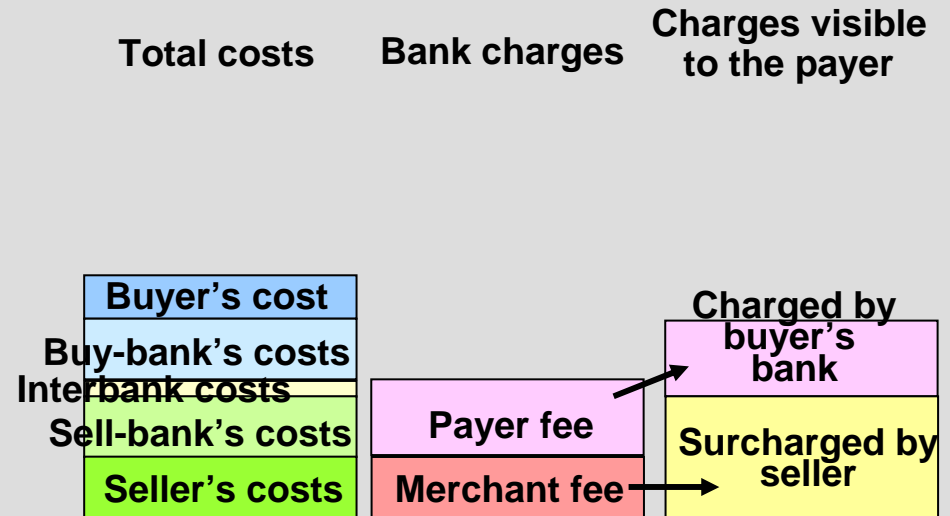 Total costs
Bank charges
Charges visible
to the payer
Buyer's cost
Buy-bank's costs
Interbank costs
Sell-bank's costs
Seller's costs
Payer fee
Merchant fee
Charged by
buyer's
bank
Surcharged by
seller